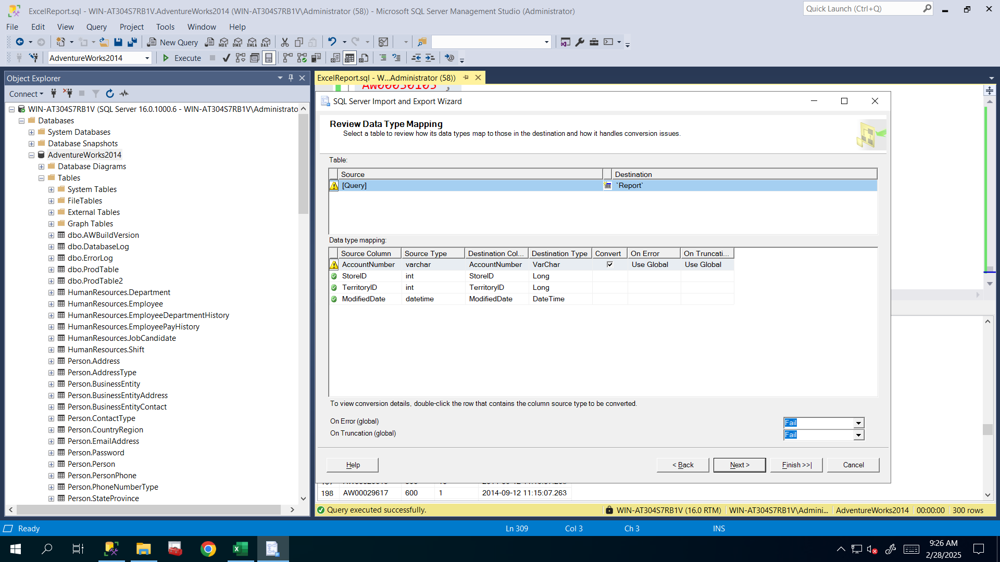 ExcelReport.sql - WIN-AT304S7RB1V.AdventureWorks2014 (WIN-AT304S7RB1V\Administrator (58)) - Microsoft SQL Server Management Studio (Administrator)
Quick Launch (Ctrl+Q)
File Edit View Query Project Tools Window Help
New Query MDX DMX XMLA DAX
AdventureWorks2014 Execute
Object Explorer
Connect
WIN-AT304S7RB1V (SQL Server 16.0.1000.6 - WIN-AT304S7RB1V\Administrato
Databases
System Databases
Database Snapshots
AdventureWorks2014
Database Diagrams
Tables
System Tables
FileTables
External Tables
Graph Tables
dbo.AWBuildVersion
dbo.DatabaseLog
dbo.ErrorLog
dbo.ProdTable
dbo.ProdTable2
HumanResources.Department
HumanResources.Employee
HumanResources.EmployeeDepartmentHistory
HumanResources.EmployeePayHistory
HumanResources.JobCandidate
HumanResources.Shift
Person.Address
Person.AddressType
Person.BusinessEntity
Person.BusinessEntityAddress
Person.BusinessEntityContact
Person.ContactType
Person.CountryRegion
Person.EmailAddress
Person.Password
Person.Person
Person.PersonPhone
Person.PhoneNumberType
Person.StateProvince
ExcelReport.sql - W...Administrator (58))
SQL Server Import and Export Wizard
Review Data Type Mapping
Select a table to review how its data types map to those in the destination and how it handles conversion issues.
Table:
Source Destination
[Query] `Report`
Data type mapping:
Source Column Source Type Destination Col... Destination Type Convert On Error On Truncati...
AccountNumber varchar AccountNumber VarChar Use Global Use Global
StoreID int StoreID Long
TerritoryID int TerritoryID Long
ModifiedDate datetime ModifiedDate DateTime
To view conversion details, double-click the row that contains the column source type to be converted.
On Error (global) Fail
On Truncation (global) Fail
Help < Back Next > Finish >>| Cancel
198 AW00029617 600 1 2014-09-12 11:15:07.263
Query executed successfully. WIN-AT304S7RB1V (16.0 RTM) WIN-AT304S7RB1V\Admini... AdventureWorks2014 00:00:00 300 rows
Ready Ln 309 Col 3 Ch 3 INS
9:26 AM
2/28/2025